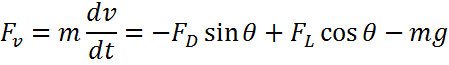 F_v = m dv/dt = −F_D sin θ + F_L cos θ − mg